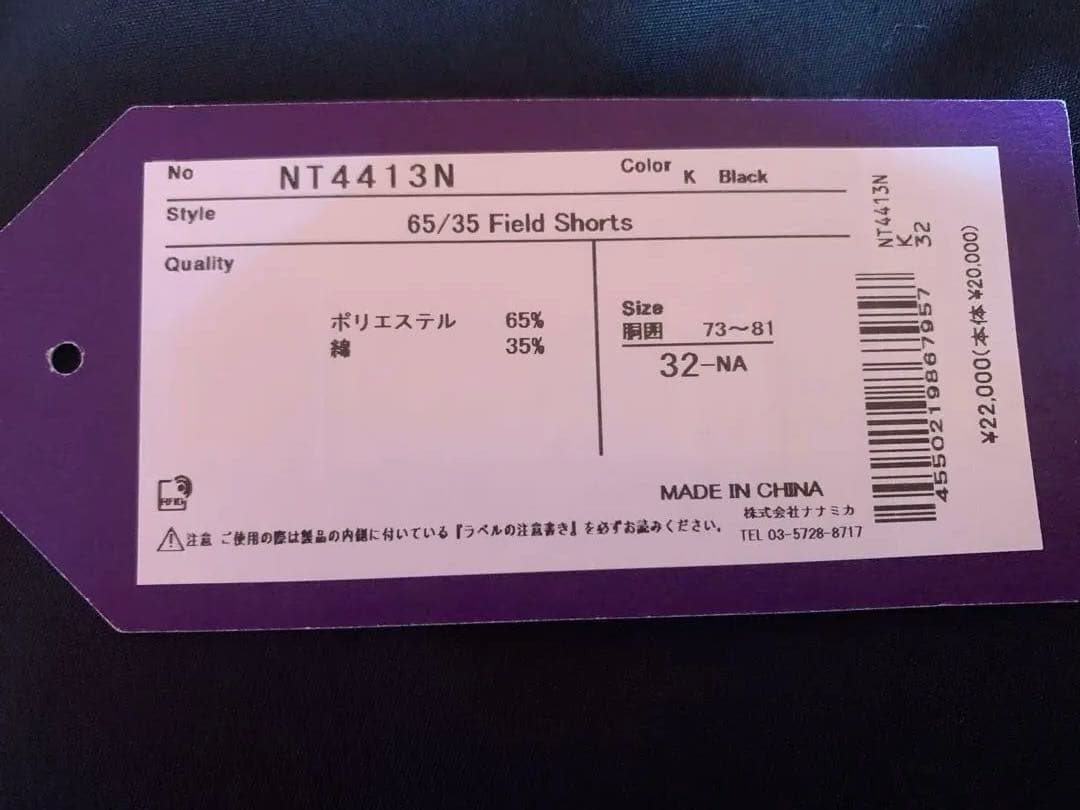 No NT4413N Color K Black
Style 65/35 Field Shorts
Quality
ポリエステル 65%
綿 35%
Size
胴囲 73〜81
32-NA
RFID
MADE IN CHINA
株式会社ナナミカ
TEL 03-5728-8717
⚠注意 ご使用の際は製品の内側に付いている『ラベルの注意書き』を必ずお読みください。
NT4413N
K
32
4550219867957
¥22,000(本体¥20,000)